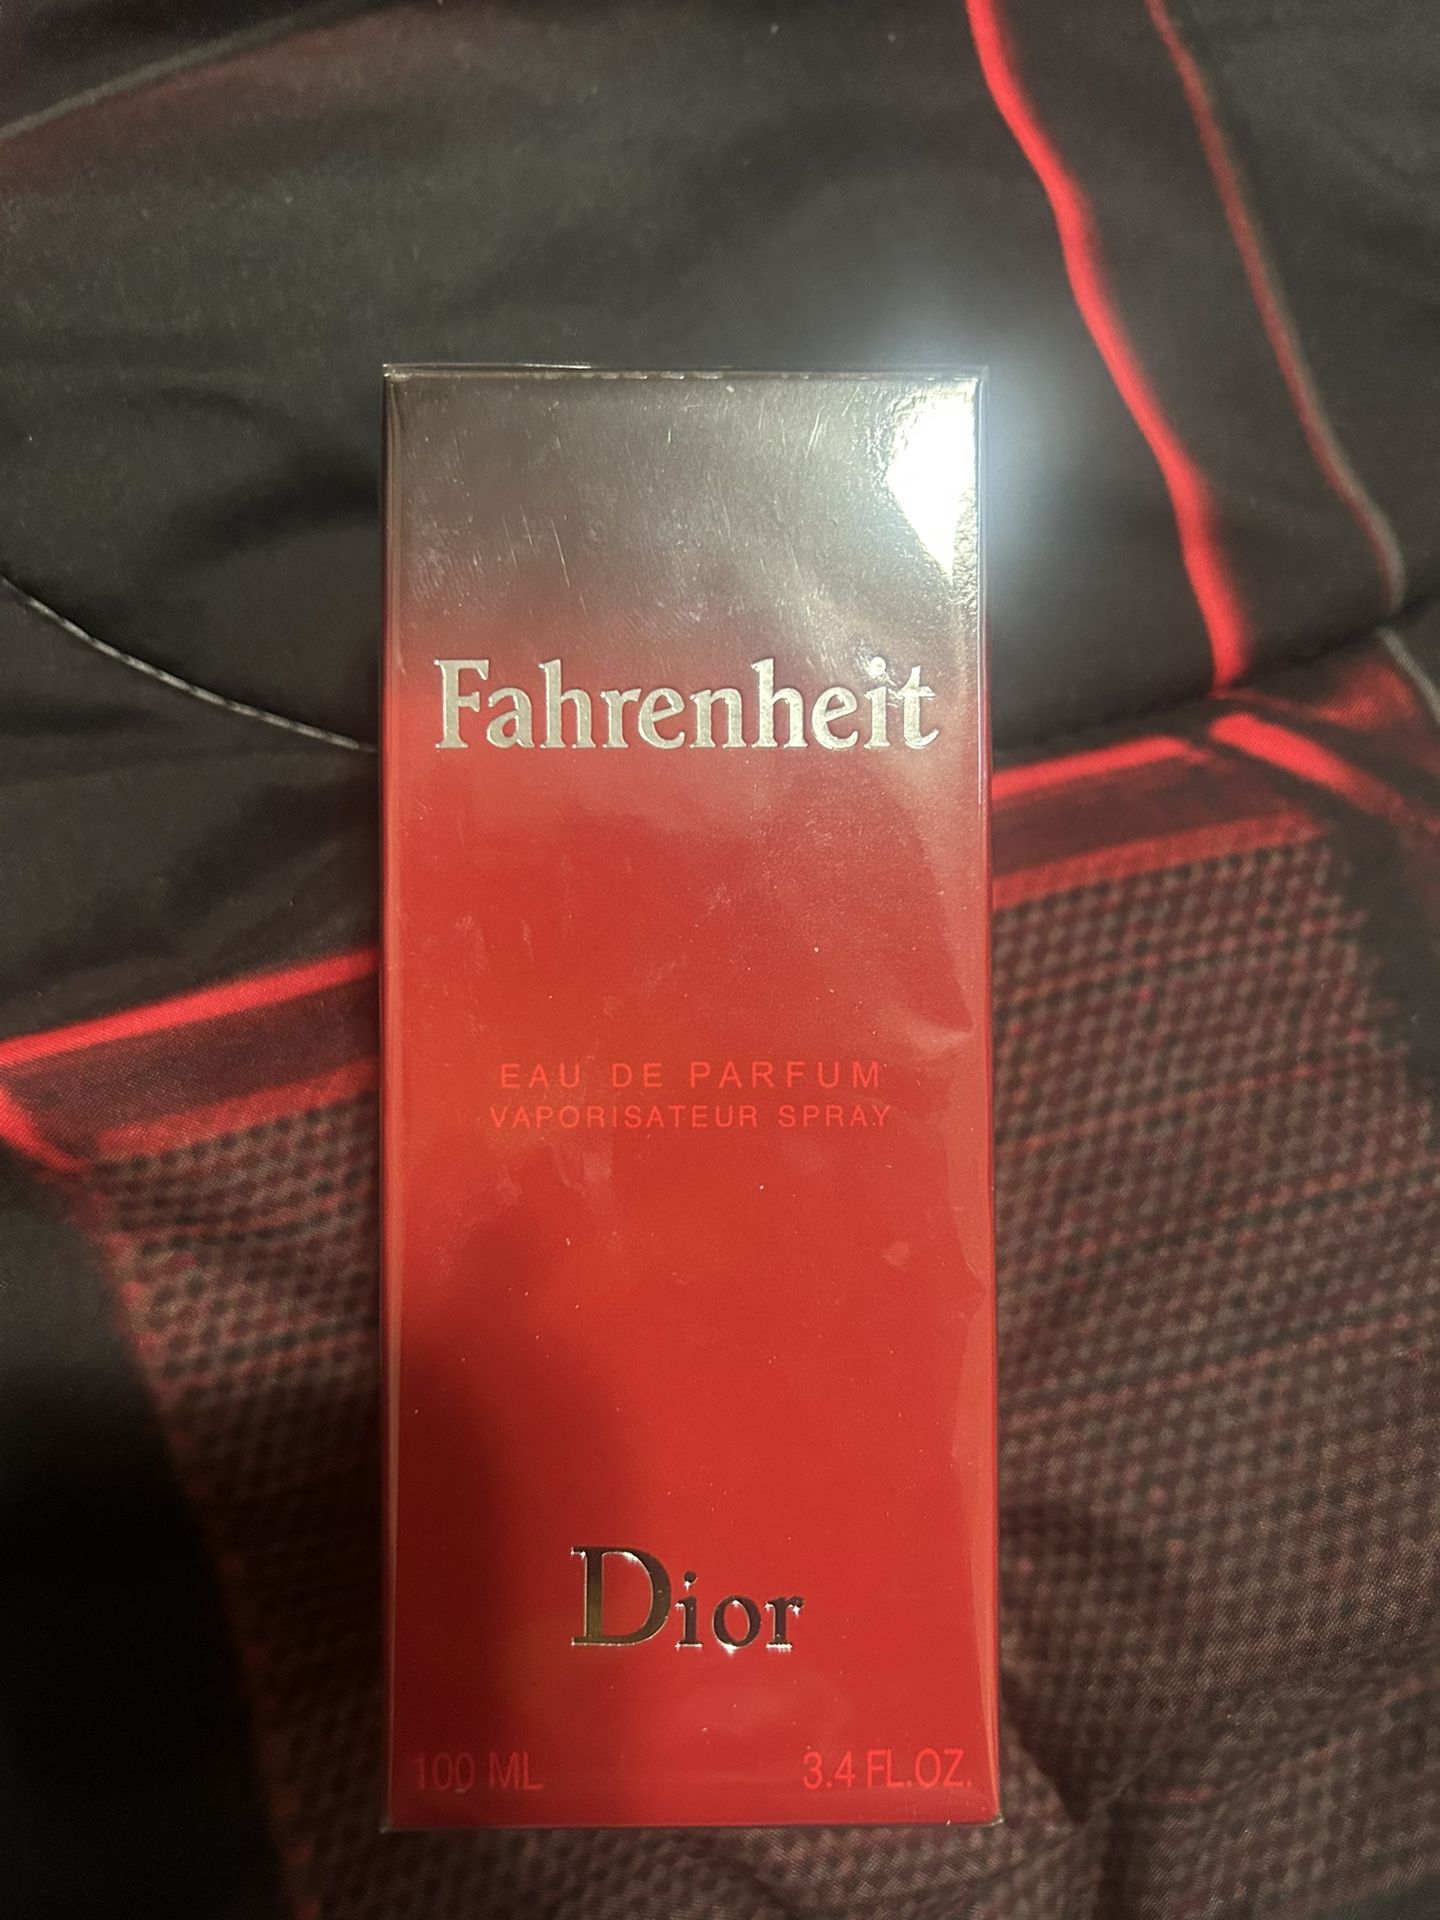 Fahrenheit
EAU DE PARFUM
VAPORISATEUR SPRAY
Dior
100 ML
3.4 FL.OZ.